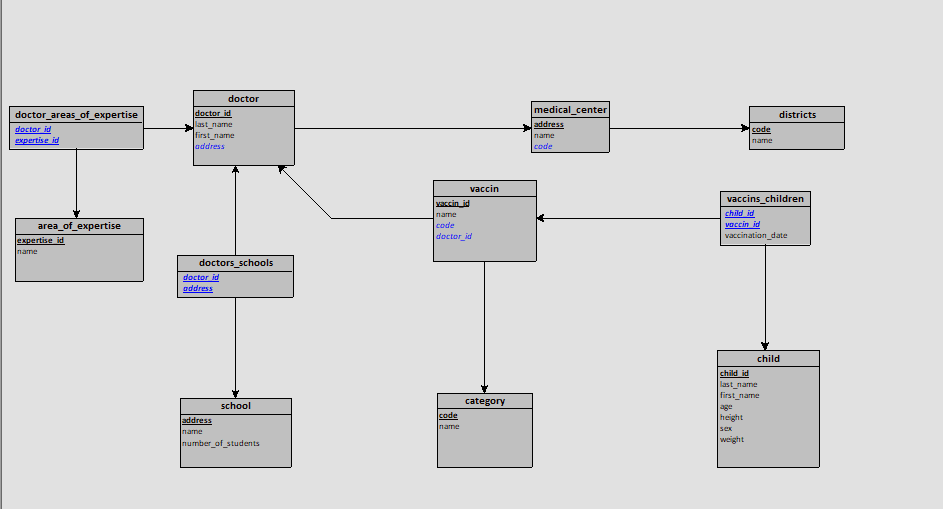 doctor_areas_of_expertise
doctor_id
expertise_id
doctor
doctor_id
last_name
first_name
address
medical_center
address
name
code
districts
code
name
area_of_expertise
expertise_id
name
vaccin
vaccin_id
name
code
doctor_id
vaccins_children
child_id
vaccin_id
vaccination_date
doctors_schools
doctor_id
address
school
address
name
number_of_students
category
code
name
child
child_id
last_name
first_name
age
height
sex
weight